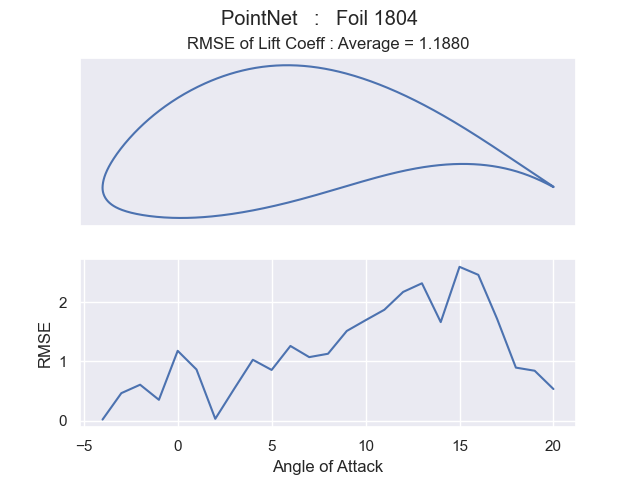 PointNet : Foil 1804
RMSE of Lift Coeff : Average = 1.1880
2
1
0
RMSE
−5 0 5 10 15 20
Angle of Attack